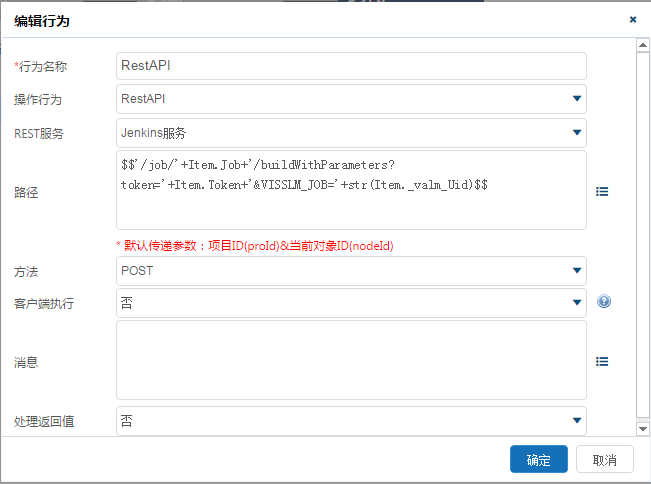 编辑行为
*行为名称 RestAPI
操作行为 RestAPI
REST服务 Jenkins服务
路径 $$'/job/'+Item.Job+'/buildWithParameters?
token='+Item.Token+'&VISSLM_JOB='+str(Item._valm_Uid)$$
* 默认传递参数：项目ID(proId)&当前对象ID(nodeId)
方法 POST
客户端执行 否
消息
处理返回值 否
确定 取消